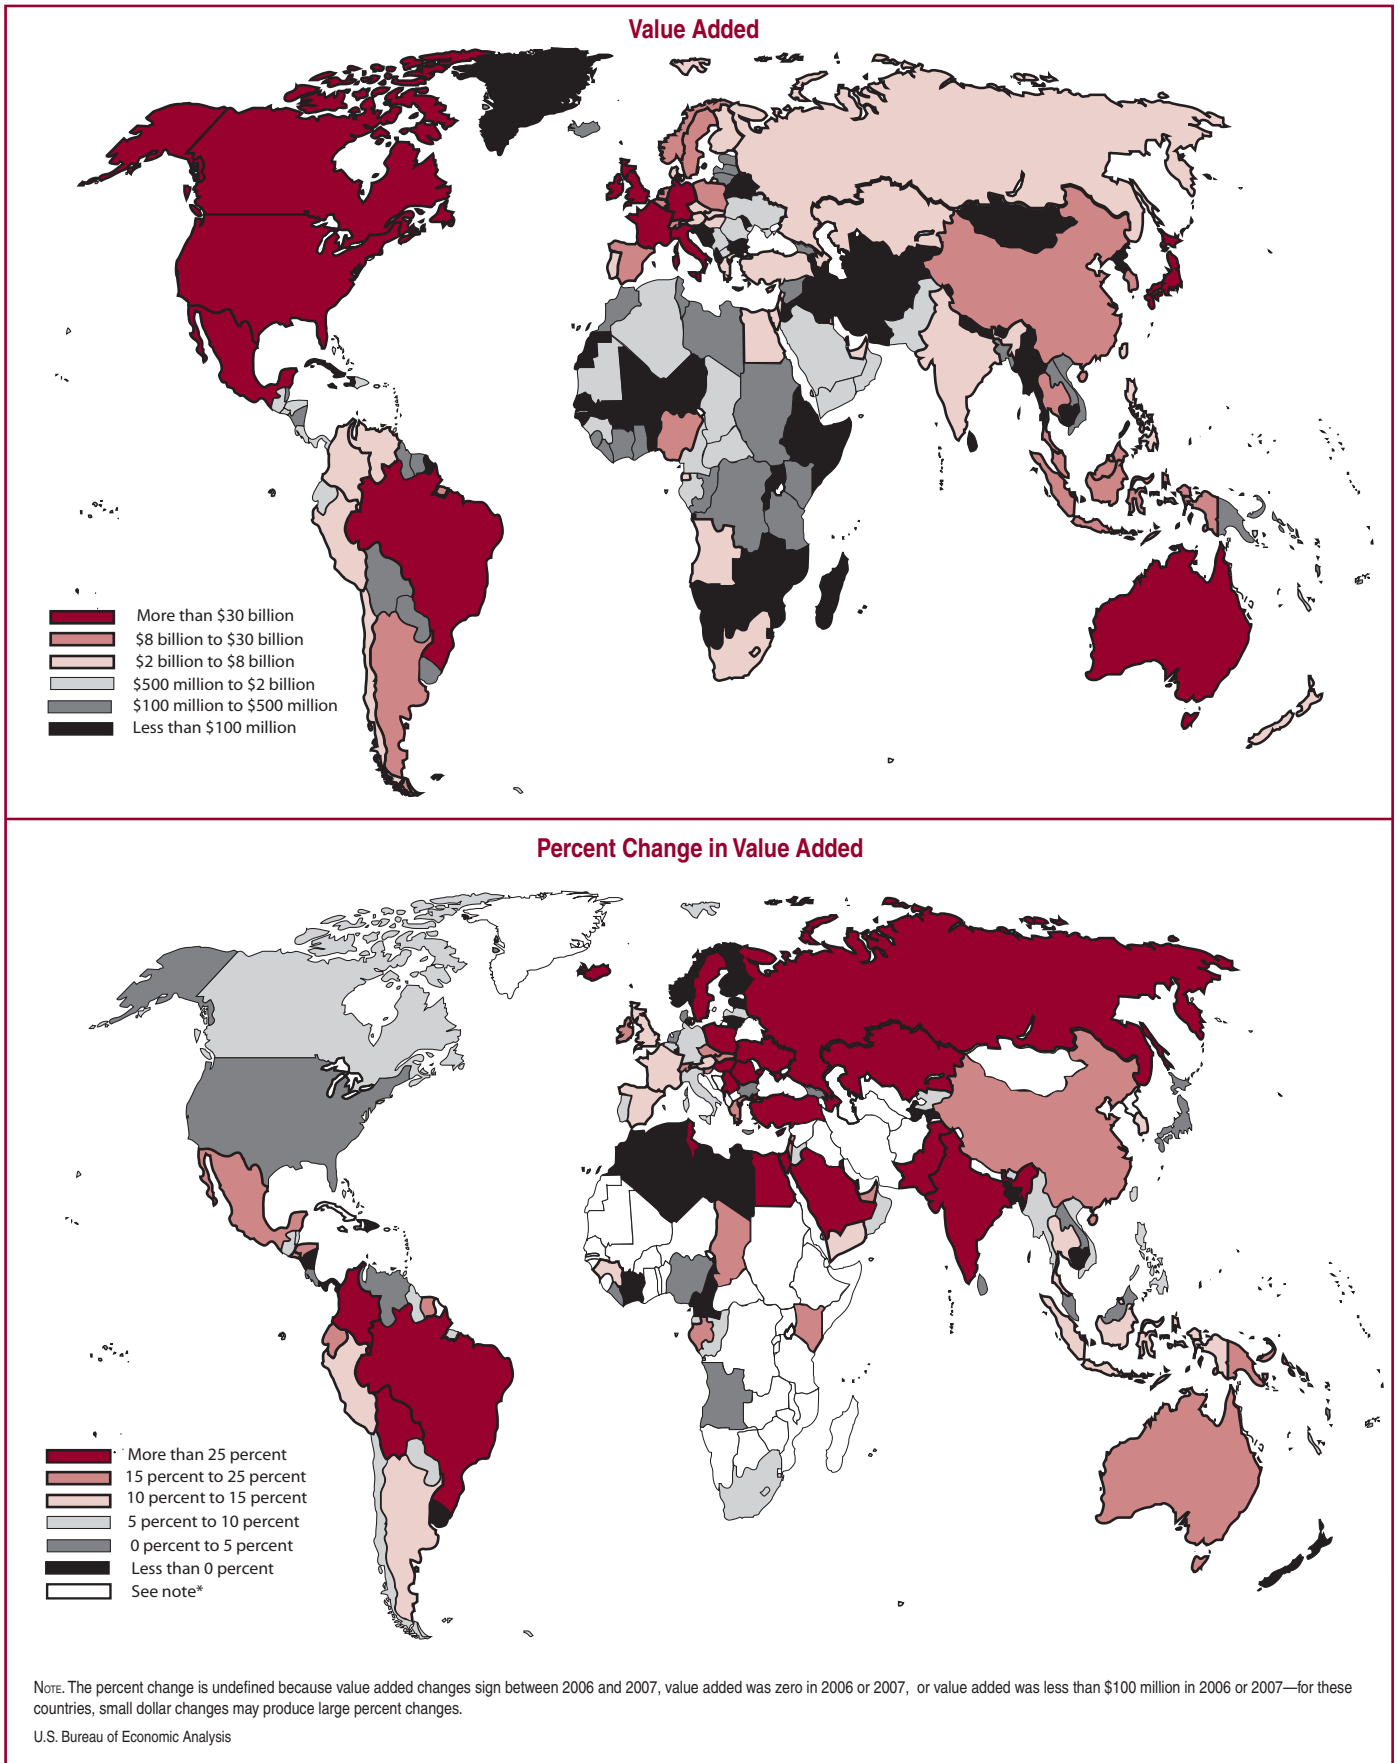 Value Added
More than $30 billion
$8 billion to $30 billion
$2 billion to $8 billion
$500 million to $2 billion
$100 million to $500 million
Less than $100 million
Percent Change in Value Added
More than 25 percent
15 percent to 25 percent
10 percent to 15 percent
5 percent to 10 percent
0 percent to 5 percent
Less than 0 percent
See note*
NOTE. The percent change is undefined because value added changes sign between 2006 and 2007, value added was zero in 2006 or 2007, or value added was less than $100 million in 2006 or 2007—for these
countries, small dollar changes may produce large percent changes.
U.S. Bureau of Economic Analysis